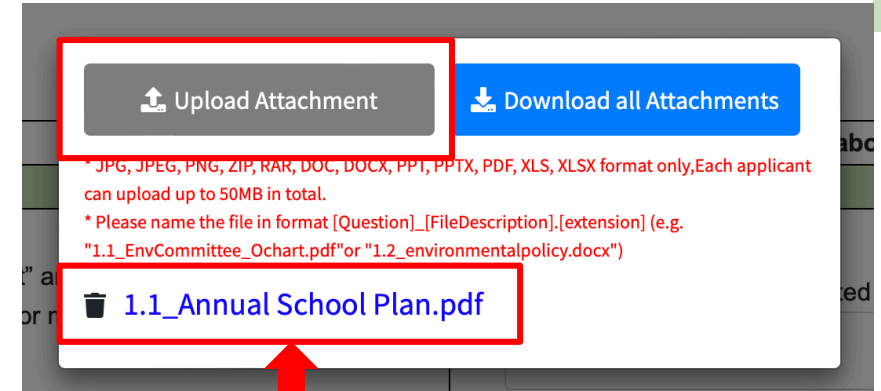 Upload Attachment
Download all Attachments
* JPG, JPEG, PNG, ZIP, RAR, DOC, DOCX, PPT, PPTX, PDF, XLS, XLSX format only,Each applicant
can upload up to 50MB in total.
* Please name the file in format [Question]_[FileDescription].[extension] (e.g.
"1.1_EnvCommittee_Ochart.pdf"or "1.2_environmentalpolicy.docx")
1.1_Annual School Plan.pdf